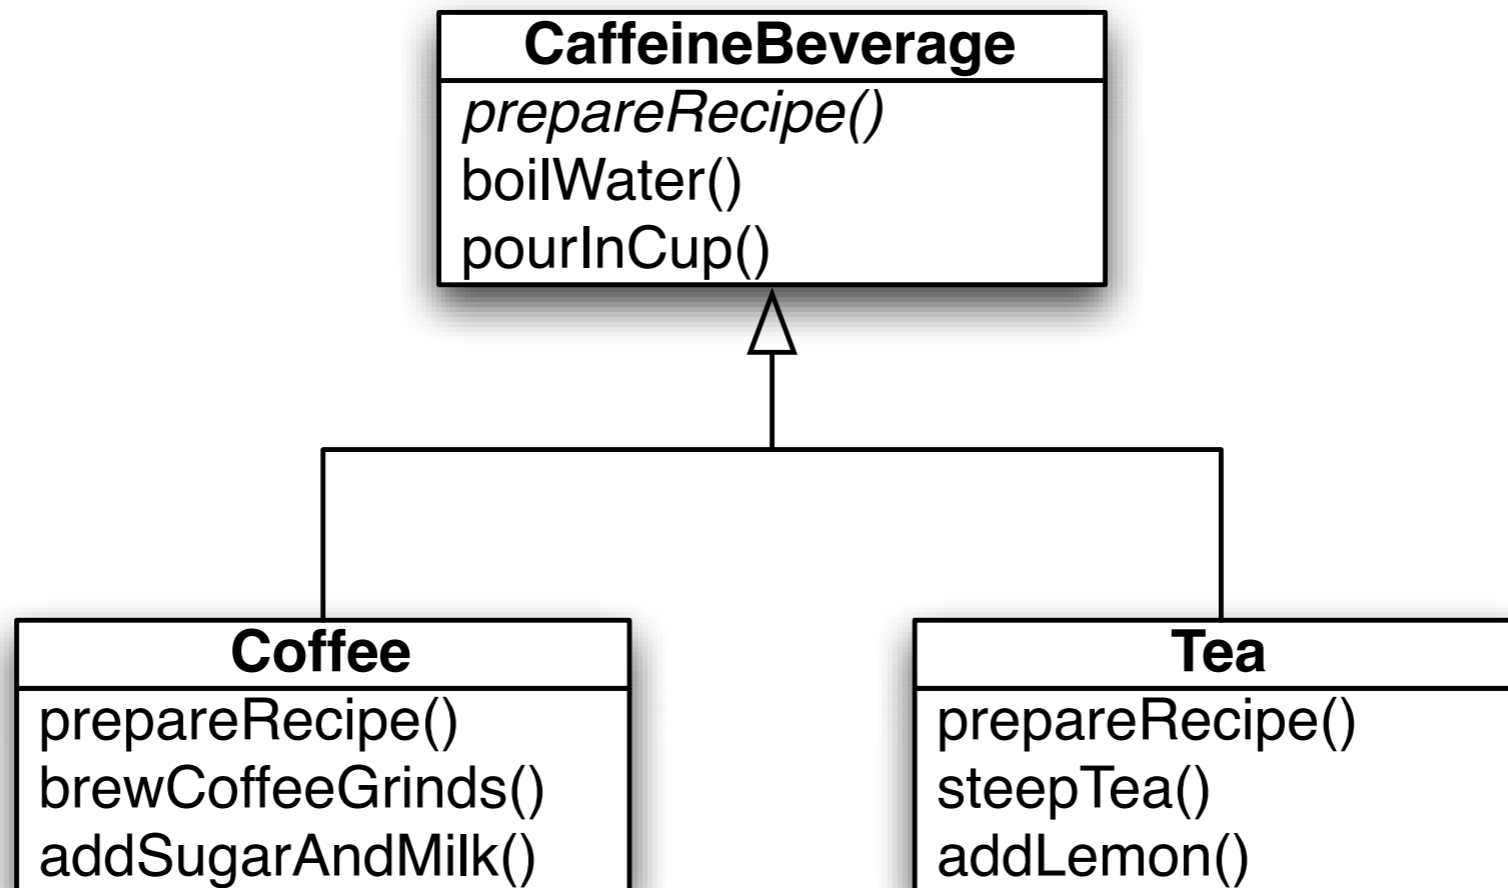 CaffeineBeverage
prepareRecipe()
boilWater()
pourInCup()
Coffee
prepareRecipe()
brewCoffeeGrinds()
addSugarAndMilk()
Tea
prepareRecipe()
steepTea()
addLemon()